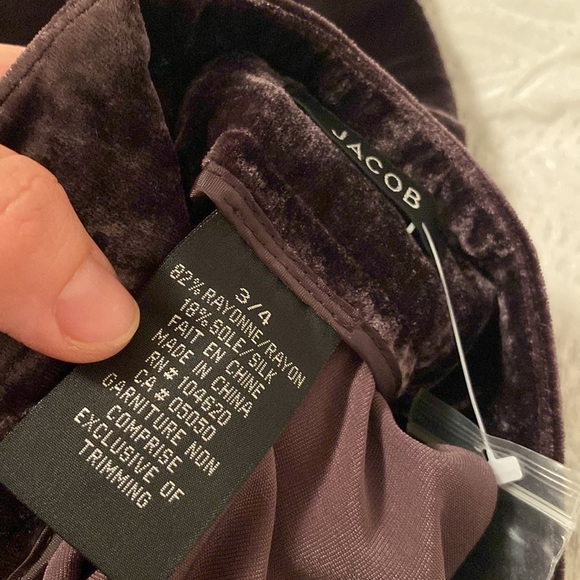 JACOB
3/4
82% RAYONNE/RAYON
18% SOIE/SILK
FAIT EN CHINE
MADE IN CHINA
RN# 104620
CA# 05050
GARNITURE NON
COMPRISE
EXCLUSIVE OF
TRIMMING